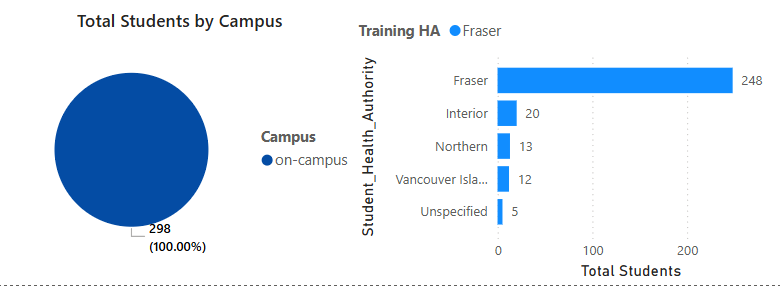 Total Students by Campus
Campus
on-campus
298
(100.00%)
Training HA Fraser
Student_Health_Authority
Fraser 248
Interior 20
Northern 13
Vancouver Isla... 12
Unspecified 5
0 100 200
Total Students